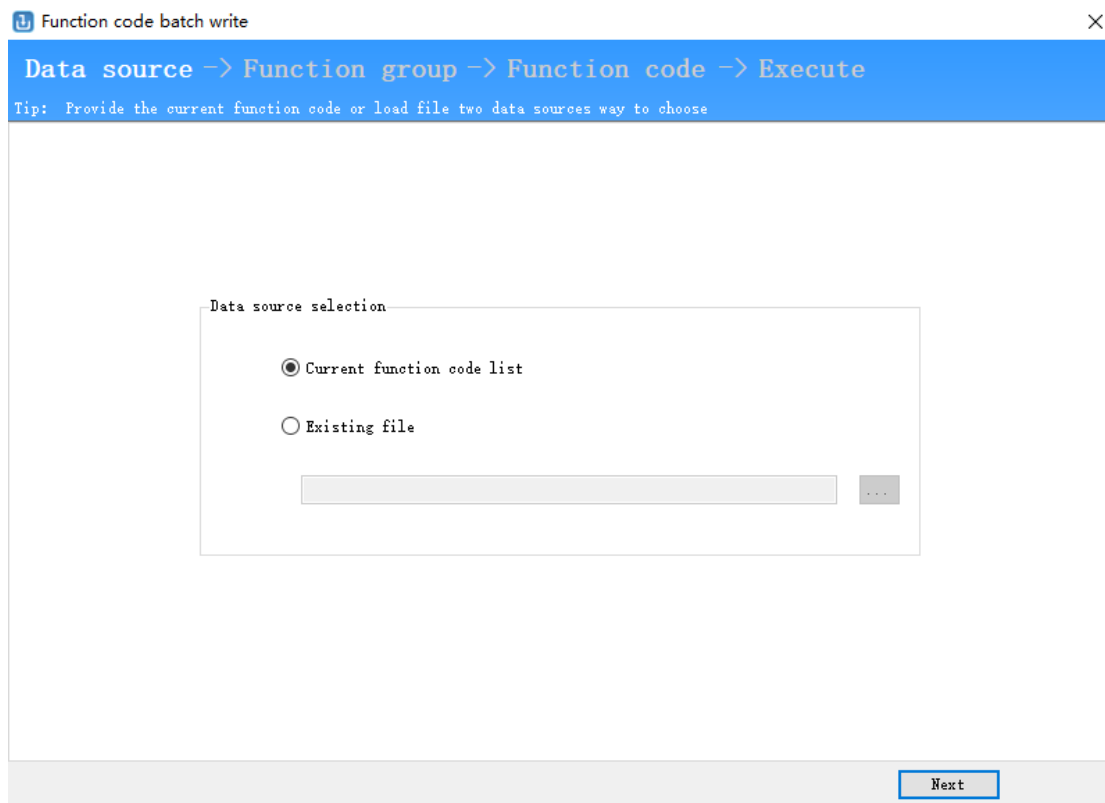 Function code batch write
Data source -> Function group -> Function code -> Execute
Tip: Provide the current function code or load file two data sources way to choose
Data source selection
Current function code list
Existing file
...
Next